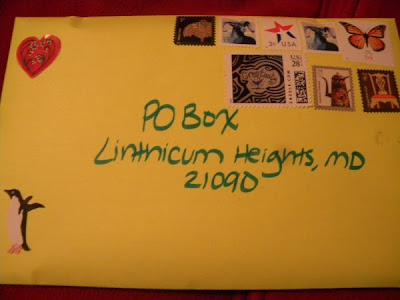 USA
PO Box
Linthicum Heights, MD
21090